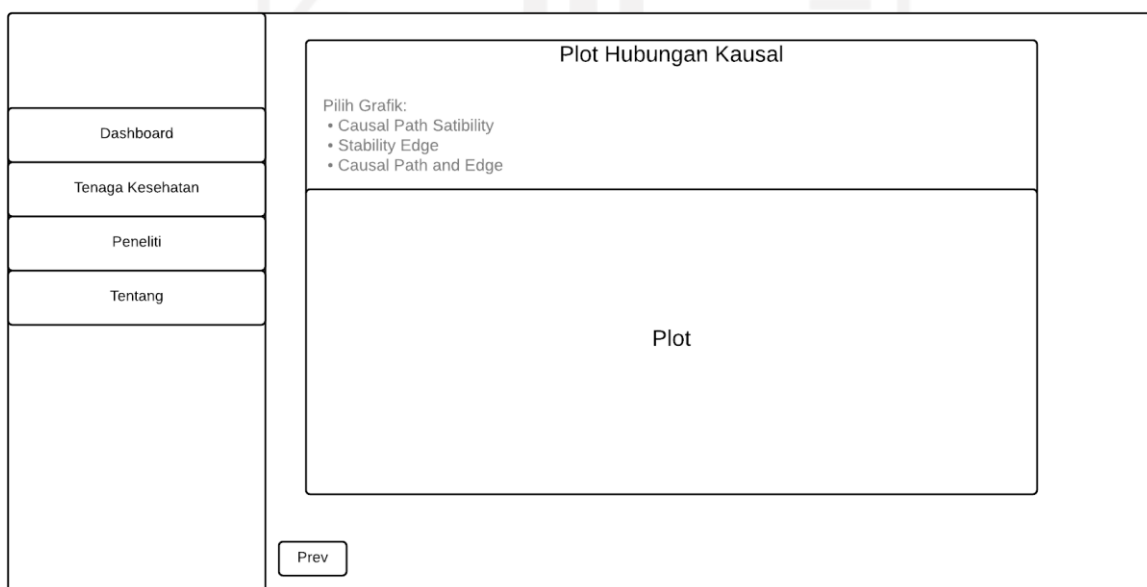 Dashboard
Tenaga Kesehatan
Peneliti
Tentang
Plot Hubungan Kausal
Pilih Grafik:
• Causal Path Satibility
• Stability Edge
• Causal Path and Edge
Plot
Prev